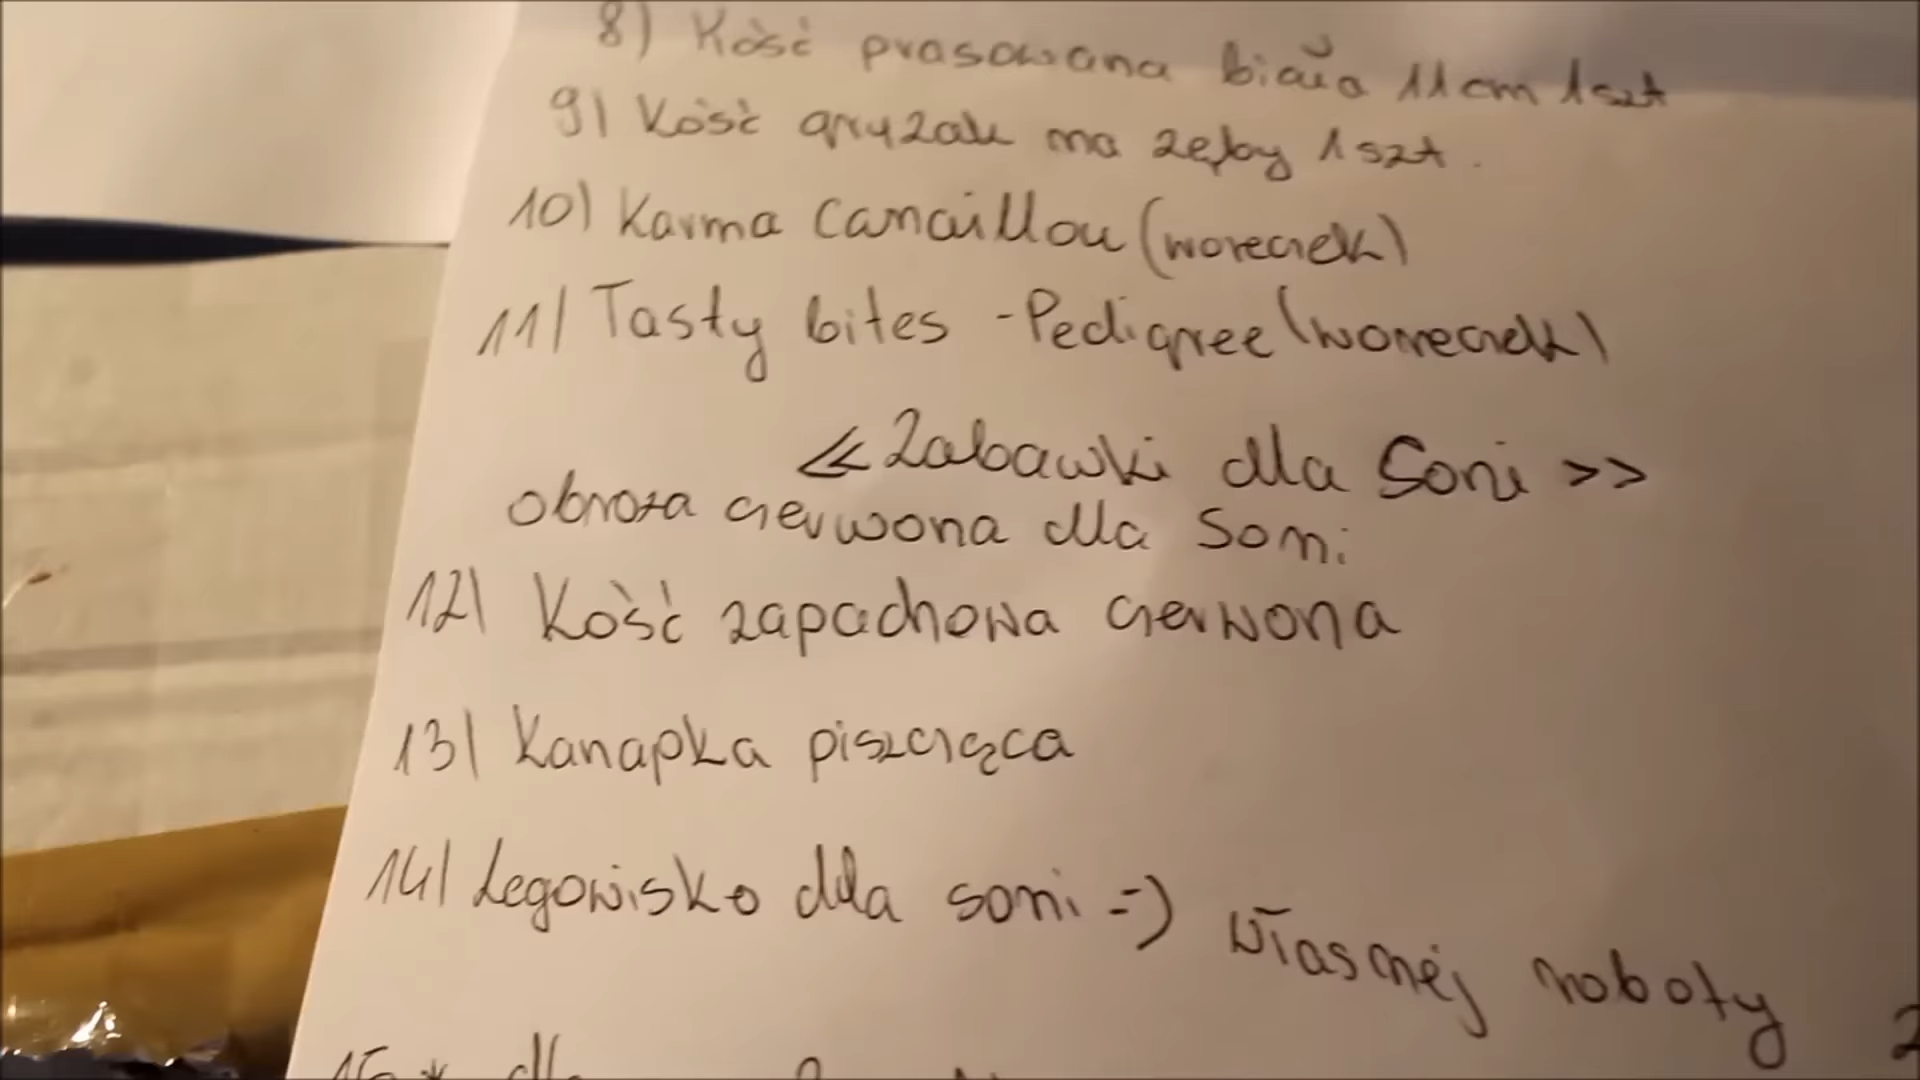 8) Kość prasowana biała 11cm 1szt
9) Kość gryzak na zęby 1szt.
10) Karma Canaillou (woreczek)
11) Tasty bites - Pedigree (woreczek)
<< Zabawki dla Soni >>
obroża czerwona dla Soni
12) Kość zapachowa czerwona
13) Kanapka piszcząca
14) Legowisko dla soni =) własnej roboty